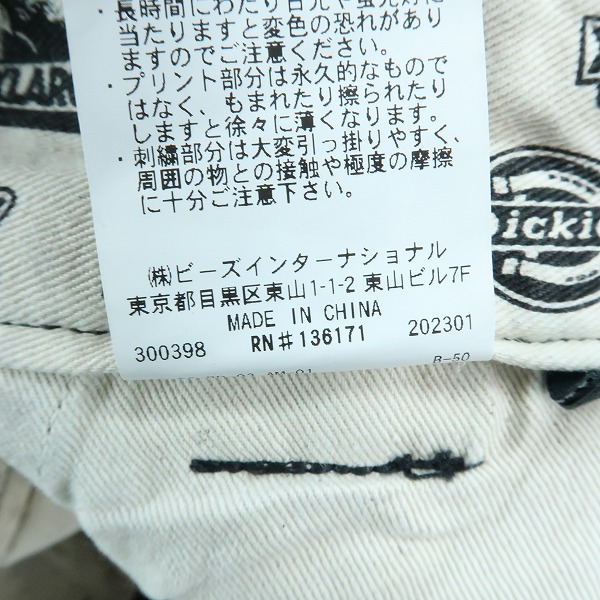 ・長時間にわたり日光や蛍光灯に
当たりますと変色の恐れがあり
ますのでご注意ください。
・プリント部分は永久的なもので
はなく、もまれたり擦られたり
しますと徐々に薄くなります。
・刺繍部分は大変引っ掛りやすく、
周囲の物との接触や極度の摩擦
に十分ご注意下さい。
㈱ビーズインターナショナル
東京都目黒区東山1-1-2 東山ビル7F
MADE IN CHINA
300398 RN#136171 202301
B-50
Dickie
XLARG